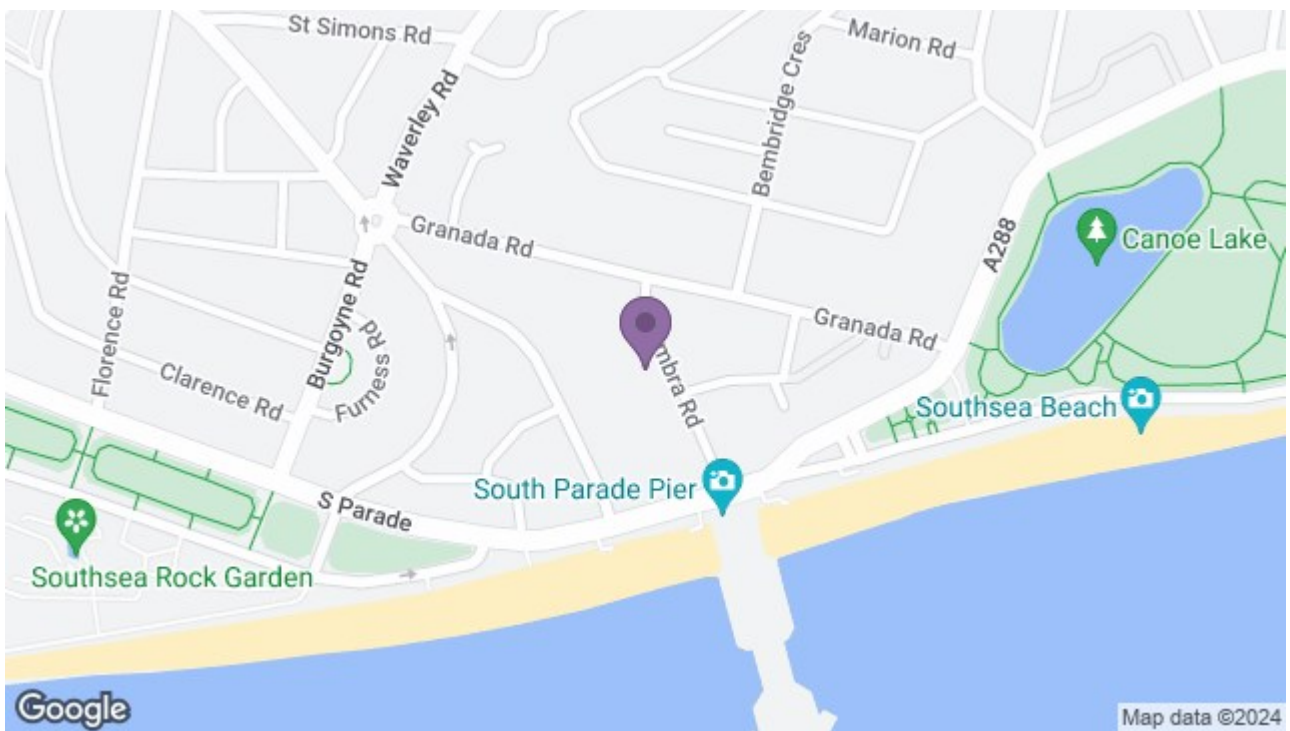 St Simons Rd
Marion Rd
Waverley Rd
Bembridge Cres
Granada Rd
A288
Canoe Lake
Florence Rd
Burgoyne Rd
Furness Rd
Granada Rd
Clarence Rd
Rd
Southsea Beach
South Parade Pier
S Parade
Southsea Rock Garden
Google
Map data ©2024